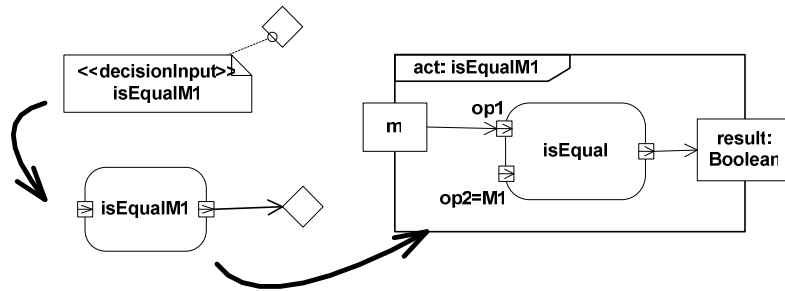 <<decisionInput>>
isEqualM1
isEqualM1
act: isEqualM1
m
op1
isEqual
op2=M1
result:
Boolean